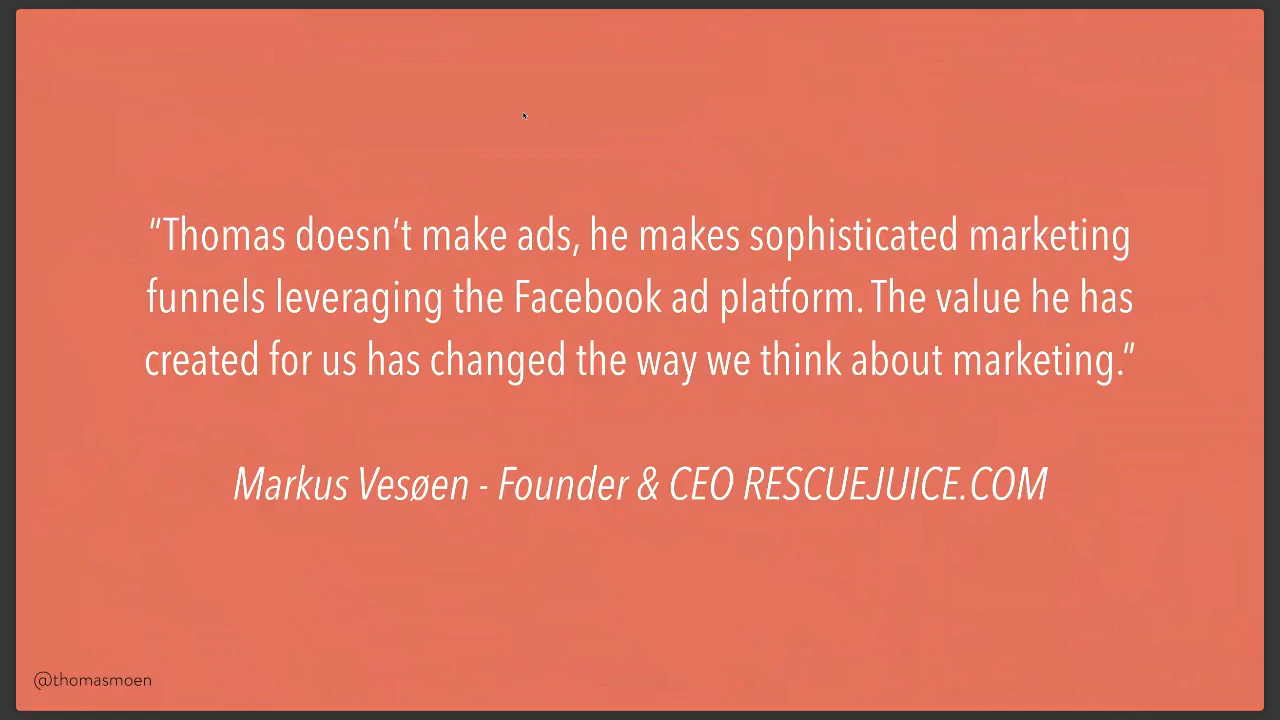 “Thomas doesn’t make ads, he makes sophisticated marketing
funnels leveraging the Facebook ad platform. The value he has
created for us has changed the way we think about marketing.”
Markus Vesøen - Founder & CEO RESCUEJUICE.COM
@thomasmoen